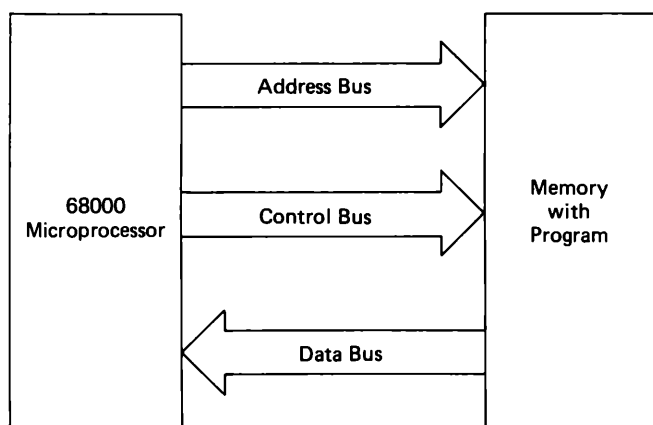 68000
Microprocessor
Address Bus
Control Bus
Data Bus
Memory
with
Program